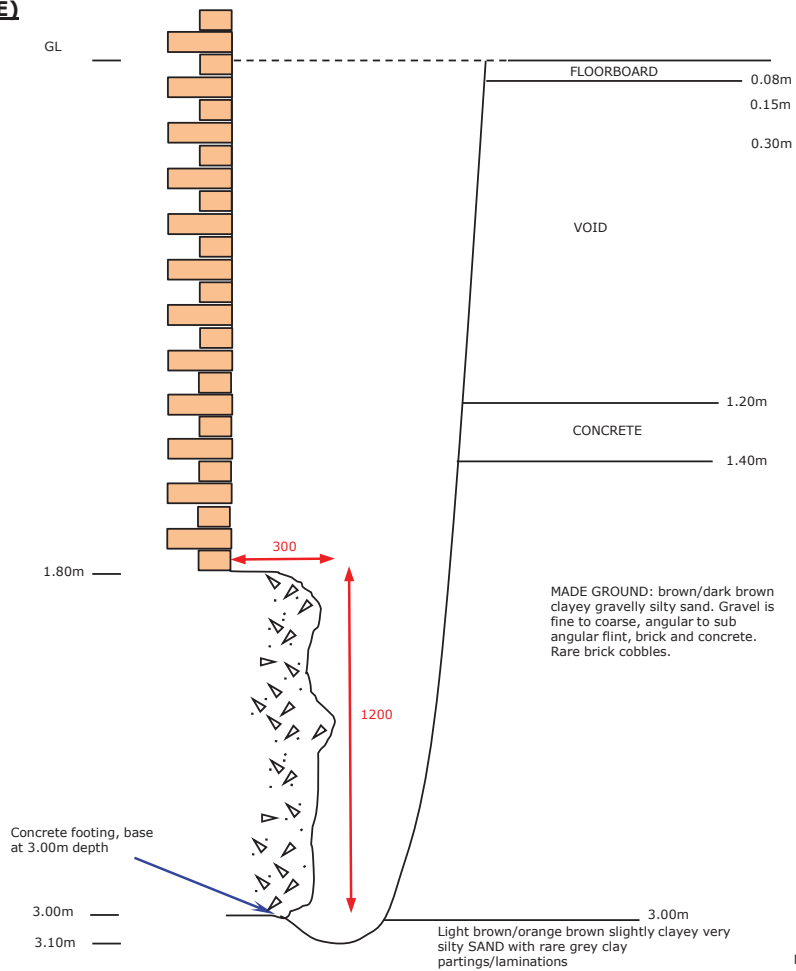 E)
GL
FLOORBOARD
0.08m
0.15m
0.30m
VOID
1.20m
CONCRETE
1.40m
300
1.80m
MADE GROUND: brown/dark brown
clayey gravelly silty sand. Gravel is
fine to coarse, angular to sub
angular flint, brick and concrete.
Rare brick cobbles.
1200
Concrete footing, base
at 3.00m depth
3.00m
3.00m
3.10m
Light brown/orange brown slightly clayey very
silty SAND with rare grey clay
partings/laminations